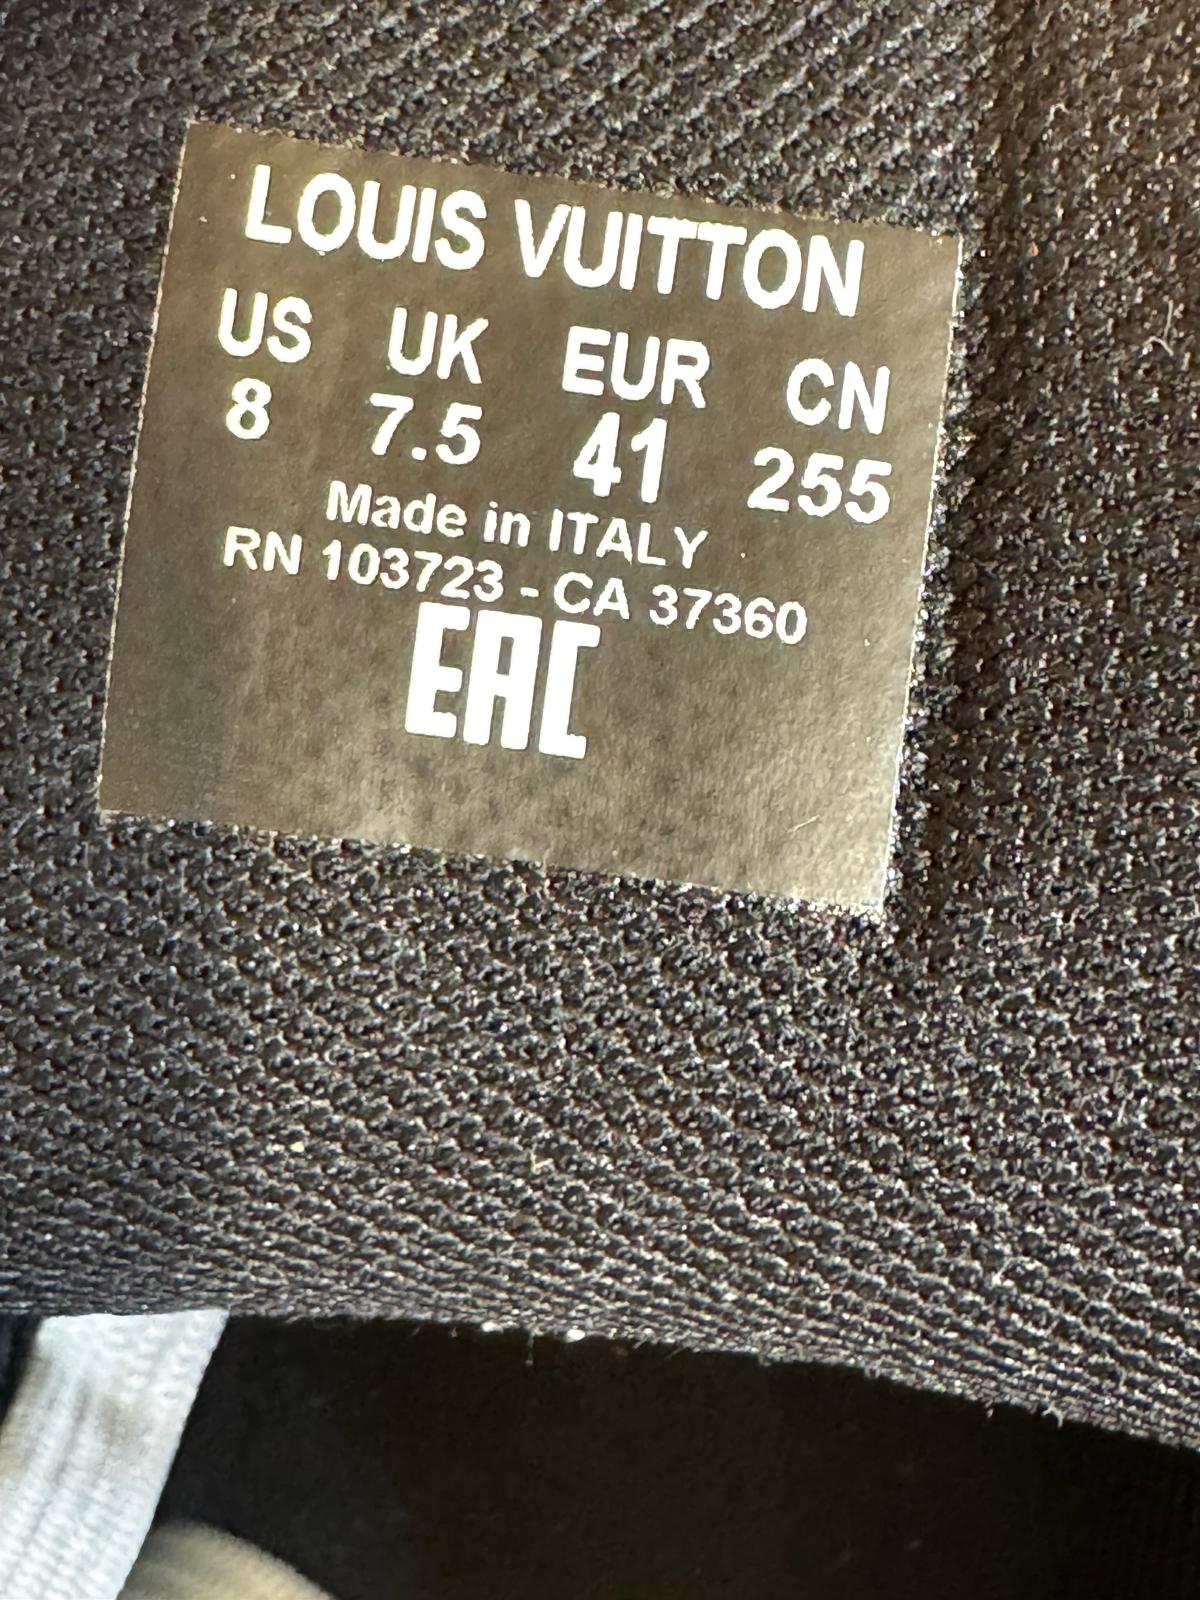 LOUIS VUITTON
US UK EUR CN
8 7.5 41 255
Made in ITALY
RN 103723 - CA 37360
EAC